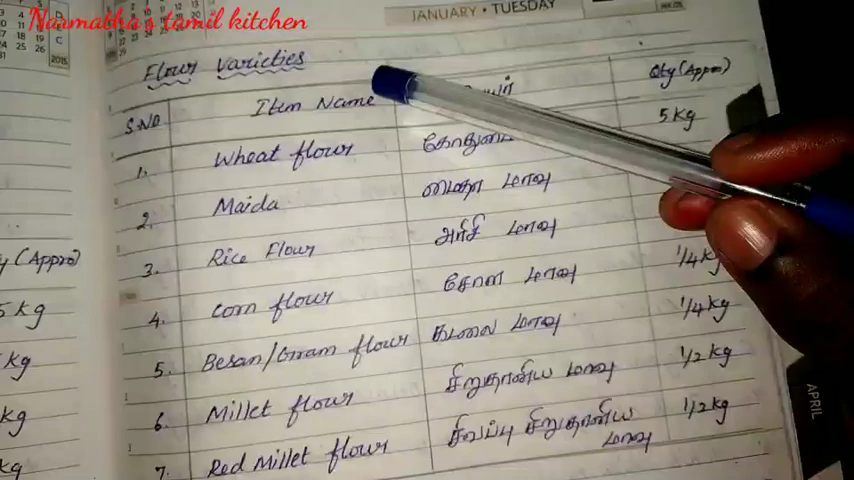 Narmatha's tamil kitchen
JANUARY • TUESDAY
2015
Flour Varieties
S.No Item Name Qty (Appro)
1. Wheat flour 5 Kg
2. Maida மைதா மாவு
3. Rice Flour அரிசி மாவு
4. Corn flour சோள மாவு 1/4 Kg
5. Besan/Gram flour கடலை மாவு 1/4 Kg
6. Millet flour சிறுதானிய மாவு 1/2 Kg
7. Red Millet flour சிவப்பு சிறுதானிய மாவு 1/2 Kg
(Appro)
5 Kg
Kg
Kg
Kg
APRIL